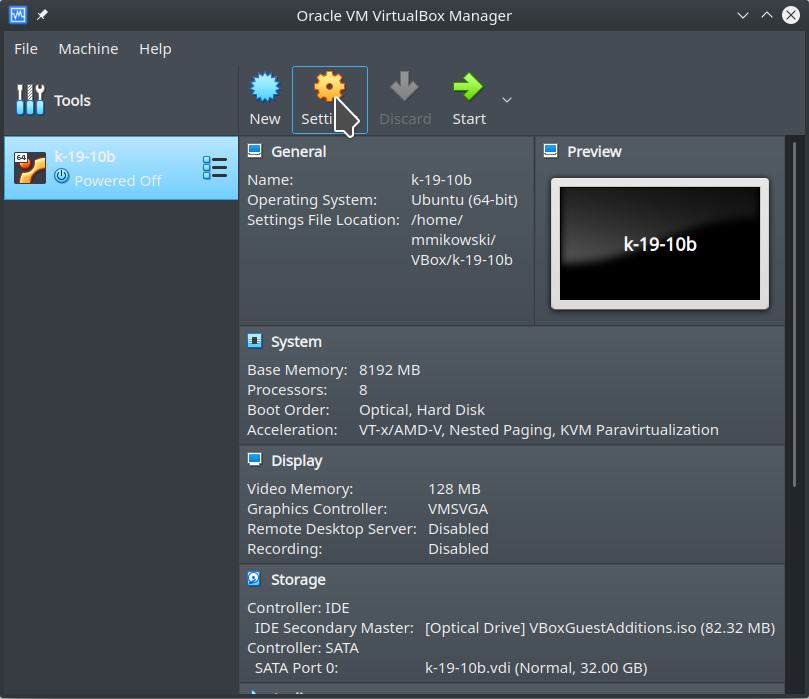 Oracle VM VirtualBox Manager
File Machine Help
Tools
New Setti Discard Start
64 k-19-10b
Powered Off
General
Name: k-19-10b
Operating System: Ubuntu (64-bit)
Settings File Location: /home/
mmikowski/
VBox/k-19-10b
Preview
k-19-10b
System
Base Memory: 8192 MB
Processors: 8
Boot Order: Optical, Hard Disk
Acceleration: VT-x/AMD-V, Nested Paging, KVM Paravirtualization
Display
Video Memory: 128 MB
Graphics Controller: VMSVGA
Remote Desktop Server: Disabled
Recording: Disabled
Storage
Controller: IDE
IDE Secondary Master: [Optical Drive] VBoxGuestAdditions.iso (82.32 MB)
Controller: SATA
SATA Port 0: k-19-10b.vdi (Normal, 32.00 GB)